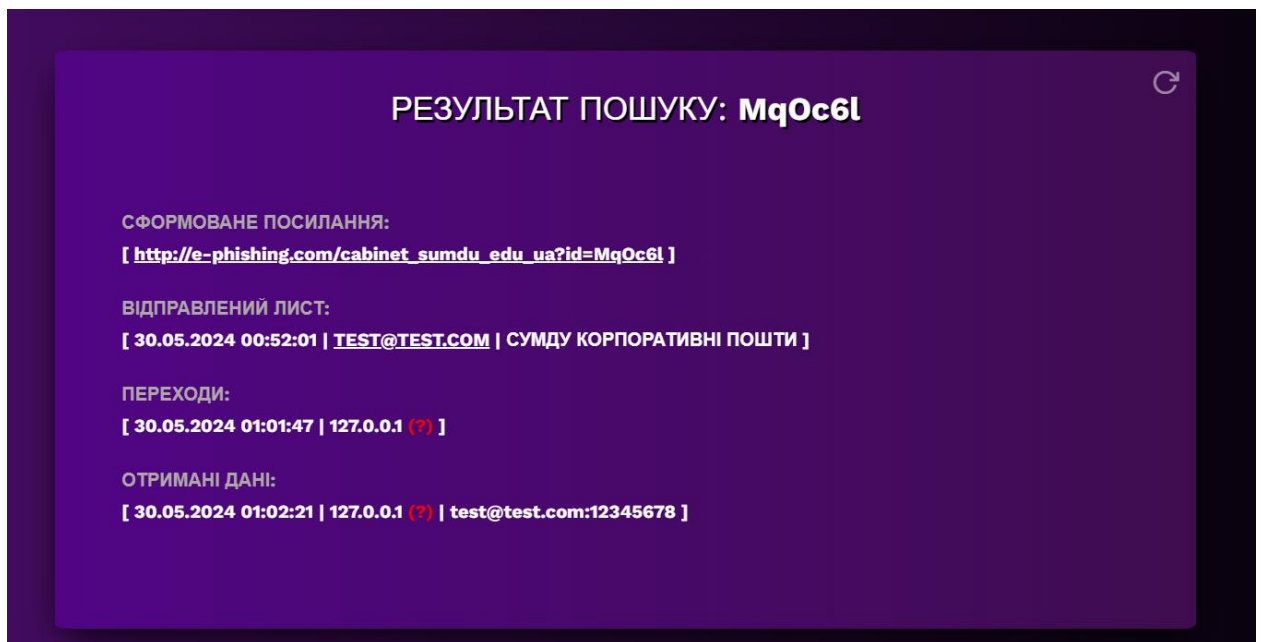 РЕЗУЛЬТАТ ПОШУКУ: MqOc6l
СФОРМОВАНЕ ПОСИЛАННЯ:
[ http://e-phishing.com/cabinet_sumdu_edu_ua?id=MqOc6l ]
ВІДПРАВЛЕНИЙ ЛИСТ:
[ 30.05.2024 00:52:01 | TEST@TEST.COM | СУМДУ КОРПОРАТИВНІ ПОШТИ ]
ПЕРЕХОДИ:
[ 30.05.2024 01:01:47 | 127.0.0.1 (?) ]
ОТРИМАНІ ДАНІ:
[ 30.05.2024 01:02:21 | 127.0.0.1 (?) | test@test.com:12345678 ]